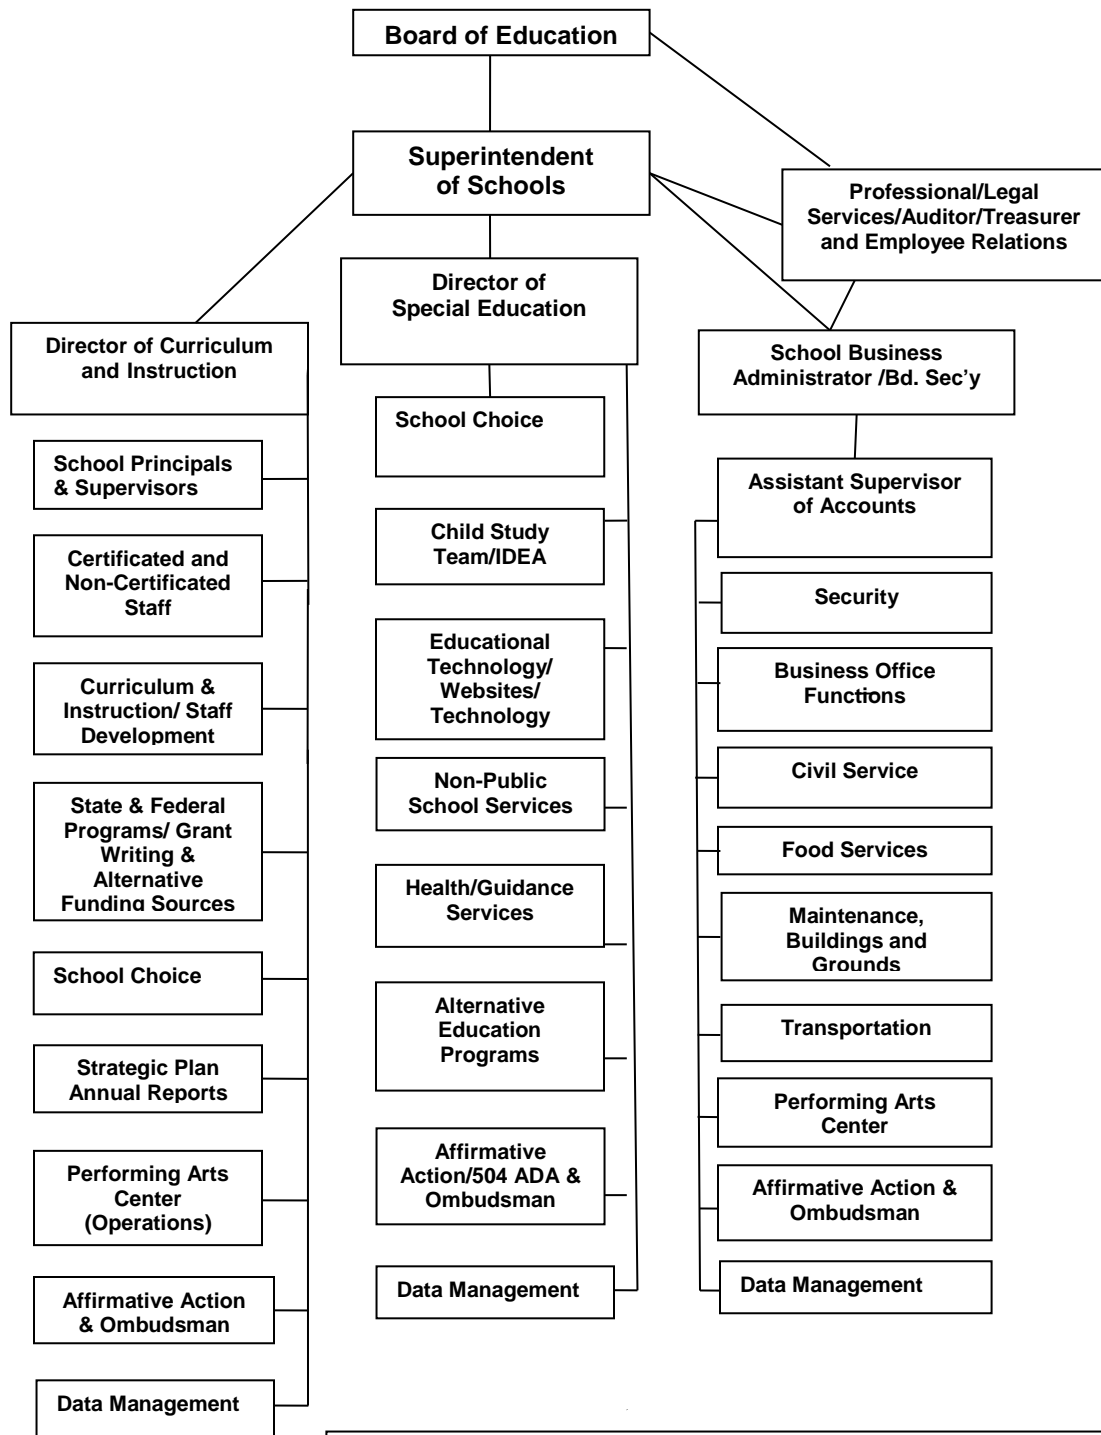 Board of Education
Superintendent
of Schools
Professional/Legal
Services/Auditor/Treasurer
and Employee Relations
Director of
Special Education
Director of Curriculum
and Instruction
School Business
Administrator /Bd. Sec’y
School Principals
& Supervisors
Certificated and
Non-Certificated
Staff
Curriculum &
Instruction/ Staff
Development
State & Federal
Programs/ Grant
Writing &
Alternative
Funding Sources
School Choice
Strategic Plan
Annual Reports
Performing Arts
Center
(Operations)
Affirmative Action
& Ombudsman
Data Management
School Choice
Child Study
Team/IDEA
Educational
Technology/
Websites/
Technology
Non-Public
School Services
Health/Guidance
Services
Alternative
Education
Programs
Affirmative
Action/504 ADA &
Ombudsman
Data Management
Assistant Supervisor
of Accounts
Security
Business Office
Functions
Civil Service
Food Services
Maintenance,
Buildings and
Grounds
Transportation
Performing Arts
Center
Affirmative Action &
Ombudsman
Data Management